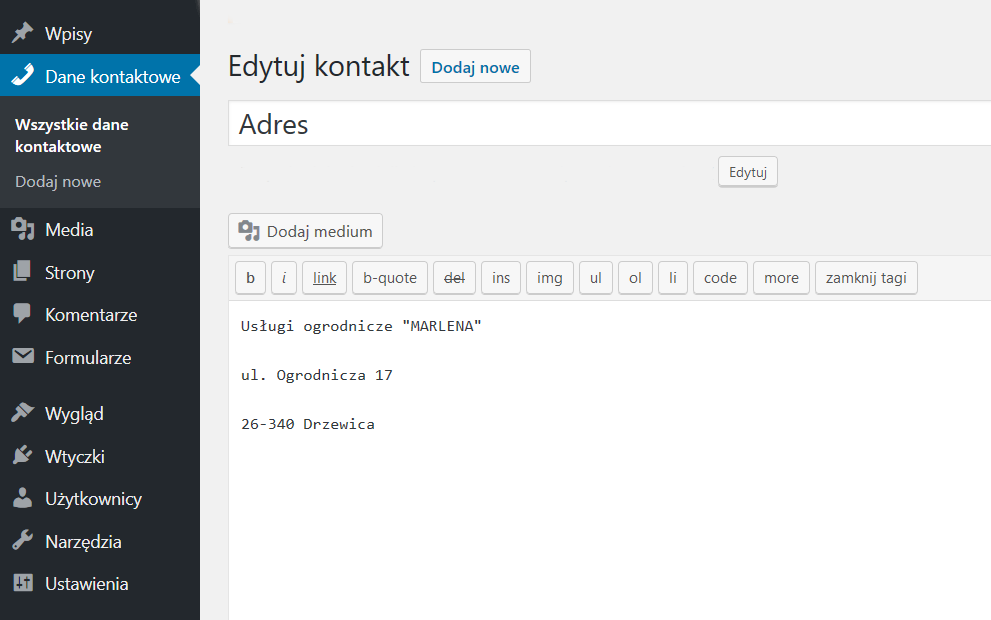 Wpisy
Dane kontaktowe
Wszystkie dane
kontaktowe
Dodaj nowe
Media
Strony
Komentarze
Formularze
Wygląd
Wtyczki
Użytkownicy
Narzędzia
Ustawienia
Edytuj kontakt Dodaj nowe
Adres
Edytuj
Dodaj medium
b i link b-quote del ins img ul ol li code more zamknij tagi
Usługi ogrodnicze "MARLENA"
ul. Ogrodnicza 17
26-340 Drzewica